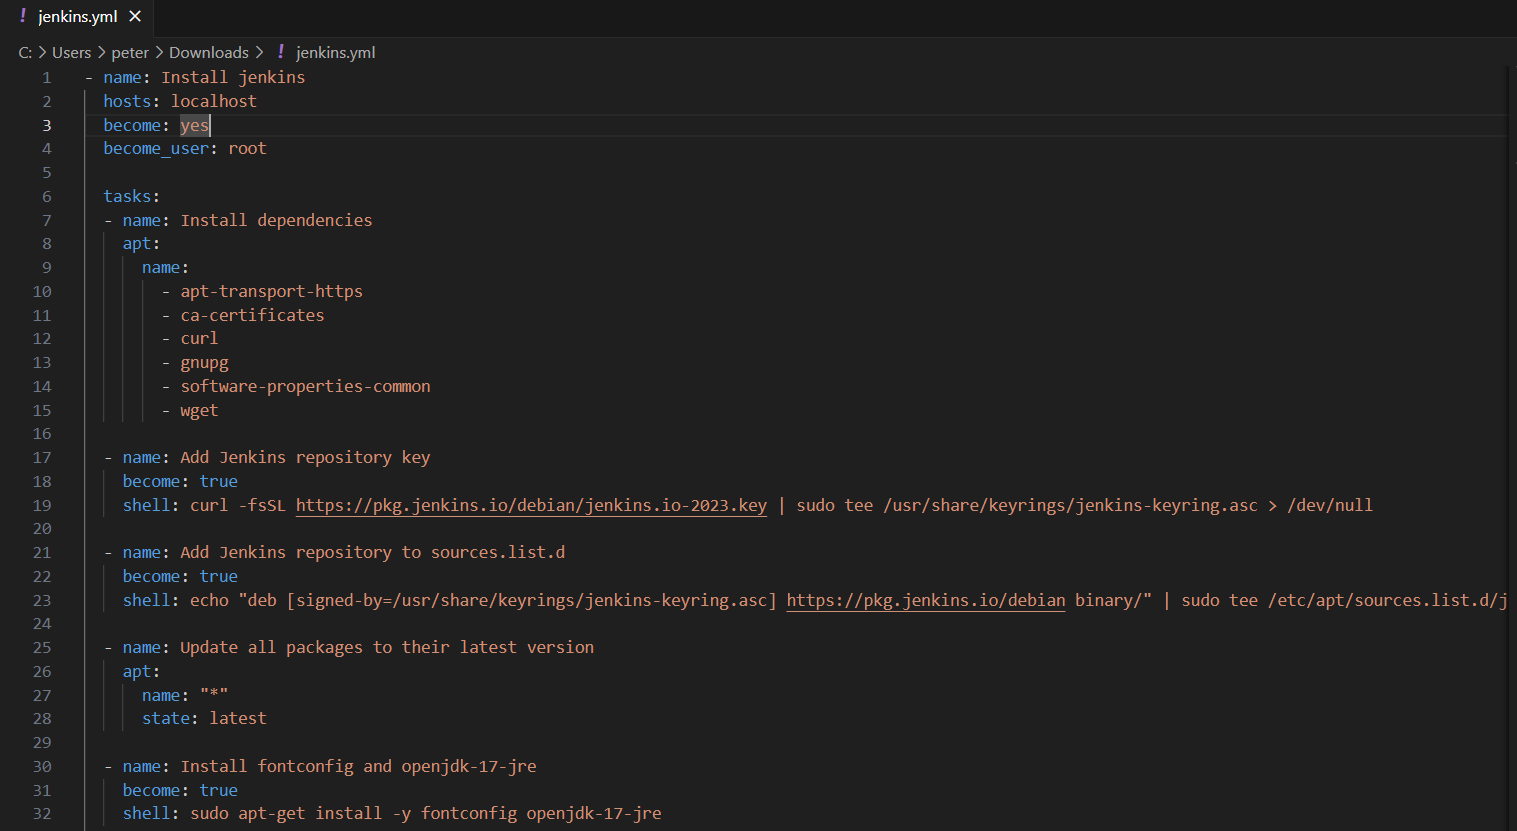 ! jenkins.yml ×
C: > Users > peter > Downloads > ! jenkins.yml
1 - name: Install jenkins
2 hosts: localhost
3 become: yes
4 become_user: root
5
6 tasks:
7 - name: Install dependencies
8 apt:
9 name:
10 - apt-transport-https
11 - ca-certificates
12 - curl
13 - gnupg
14 - software-properties-common
15 - wget
16
17 - name: Add Jenkins repository key
18 become: true
19 shell: curl -fsSL https://pkg.jenkins.io/debian/jenkins.io-2023.key | sudo tee /usr/share/keyrings/jenkins-keyring.asc > /dev/null
20
21 - name: Add Jenkins repository to sources.list.d
22 become: true
23 shell: echo "deb [signed-by=/usr/share/keyrings/jenkins-keyring.asc] https://pkg.jenkins.io/debian binary/" | sudo tee /etc/apt/sources.list.d/j
24
25 - name: Update all packages to their latest version
26 apt:
27 name: "*"
28 state: latest
29
30 - name: Install fontconfig and openjdk-17-jre
31 become: true
32 shell: sudo apt-get install -y fontconfig openjdk-17-jre